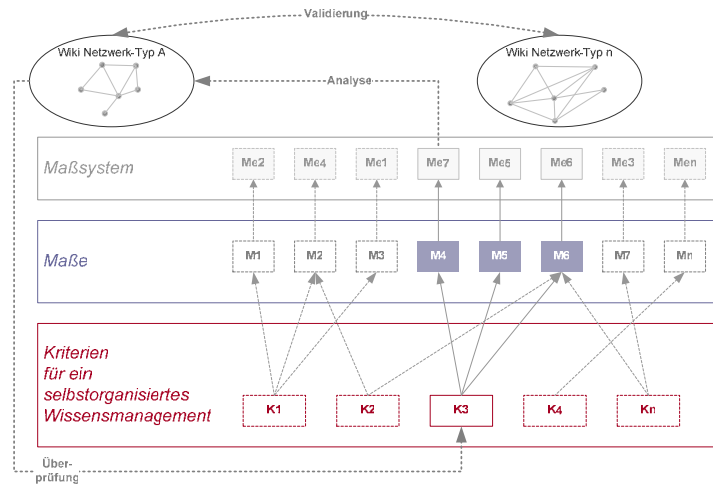 Validierung
Wiki Netzwerk-Typ A
Wiki Netzwerk-Typ n
Analyse
Maßsystem
Me2 Me4 Me1 Me7 Me5 Me6 Me3 Men
Maße
M1 M2 M3 M4 M5 M6 M7 Mn
Kriterien
für ein
selbstorganisiertes
Wissensmanagement
K1 K2 K3 K4 Kn
Über-
prüfung